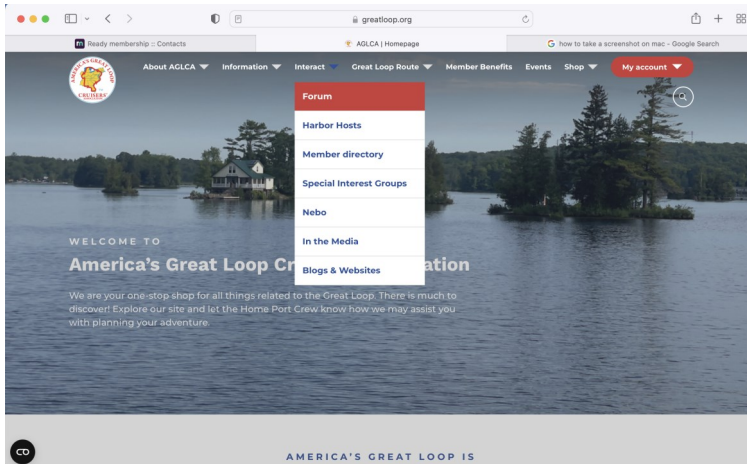 greatloop.org
Ready membership :: Contacts
AGLCA | Homepage
how to take a screenshot on mac - Google Search
AMERICA'S GREAT LOOP
CRUISERS'
About AGLCA
Information
Interact
Great Loop Route
Member Benefits
Events
Shop
My account
Forum
Harbor Hosts
Member directory
Special Interest Groups
Nebo
In the Media
Blogs & Websites
WELCOME TO
America's Great Loop Cr ation
We are your one-stop shop for all things related to the Great Loop. There is much to
discover! Explore our site and let the Home Port Crew know how we may assist you
with planning your adventure.
AMERICA'S GREAT LOOP IS